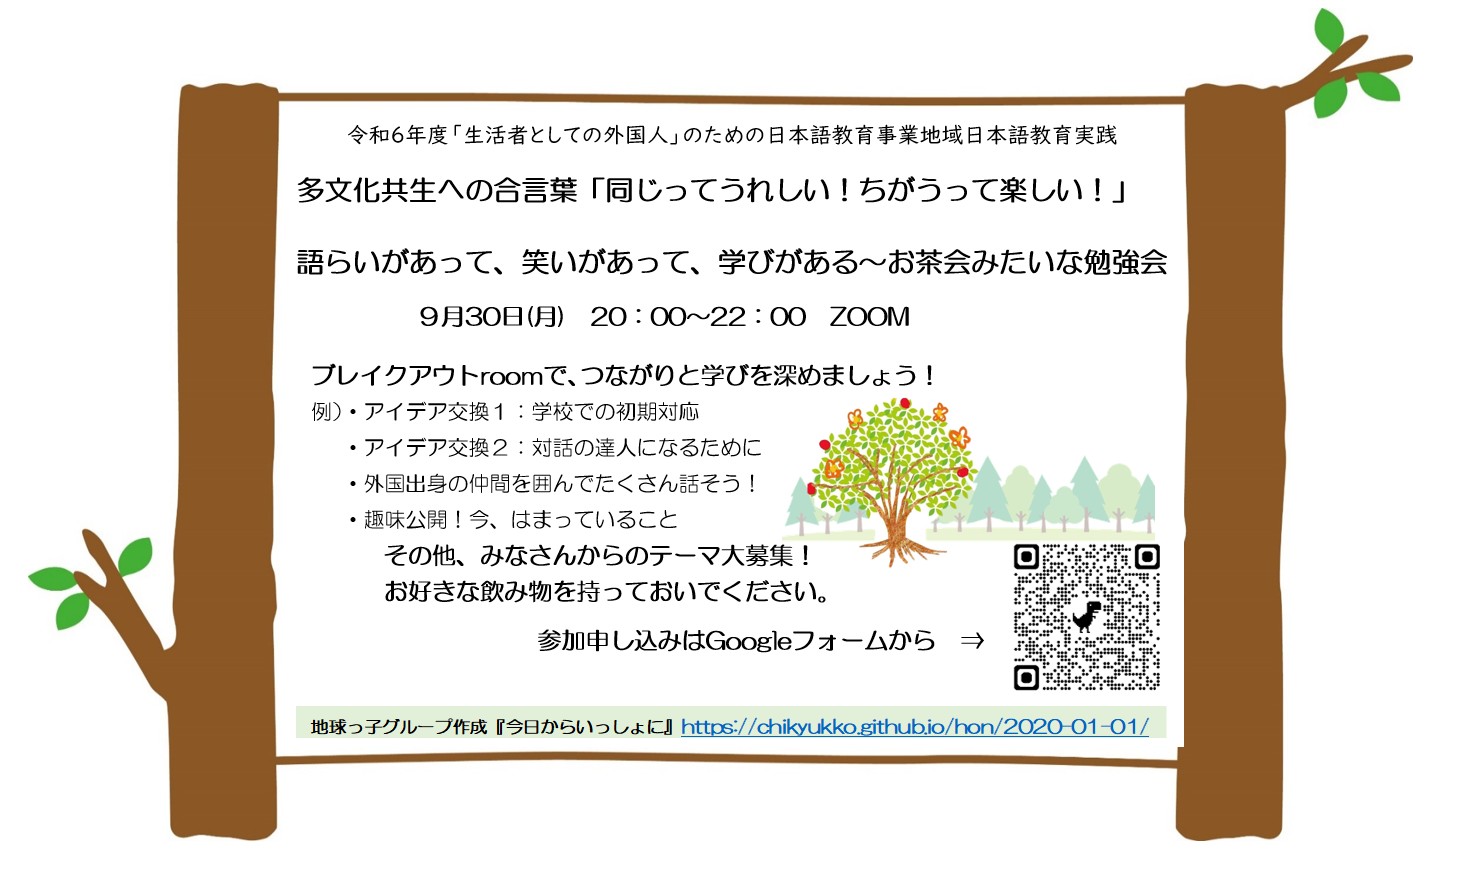 令和6年度「生活者としての外国人」のための日本語教育事業地域日本語教育実践
多文化共生への合言葉「同じってうれしい！ちがうって楽しい！」
語らいがあって、笑いがあって、学びがある～お茶会みたいな勉強会
9月30日(月)　20：00～22：00　ZOOM
ブレイクアウトroomで、つながりと学びを深めましょう！
例）・アイデア交換１：学校での初期対応
・アイデア交換２：対話の達人になるために
・外国出身の仲間を囲んでたくさん話そう！
・趣味公開！今、はまっていること
その他、みなさんからのテーマ大募集！
お好きな飲み物を持っておいでください。
参加申し込みはGoogleフォームから　⇒
地球っ子グループ作成『今日からいっしょに』https://chikyukko.github.io/hon/2020-01-01/